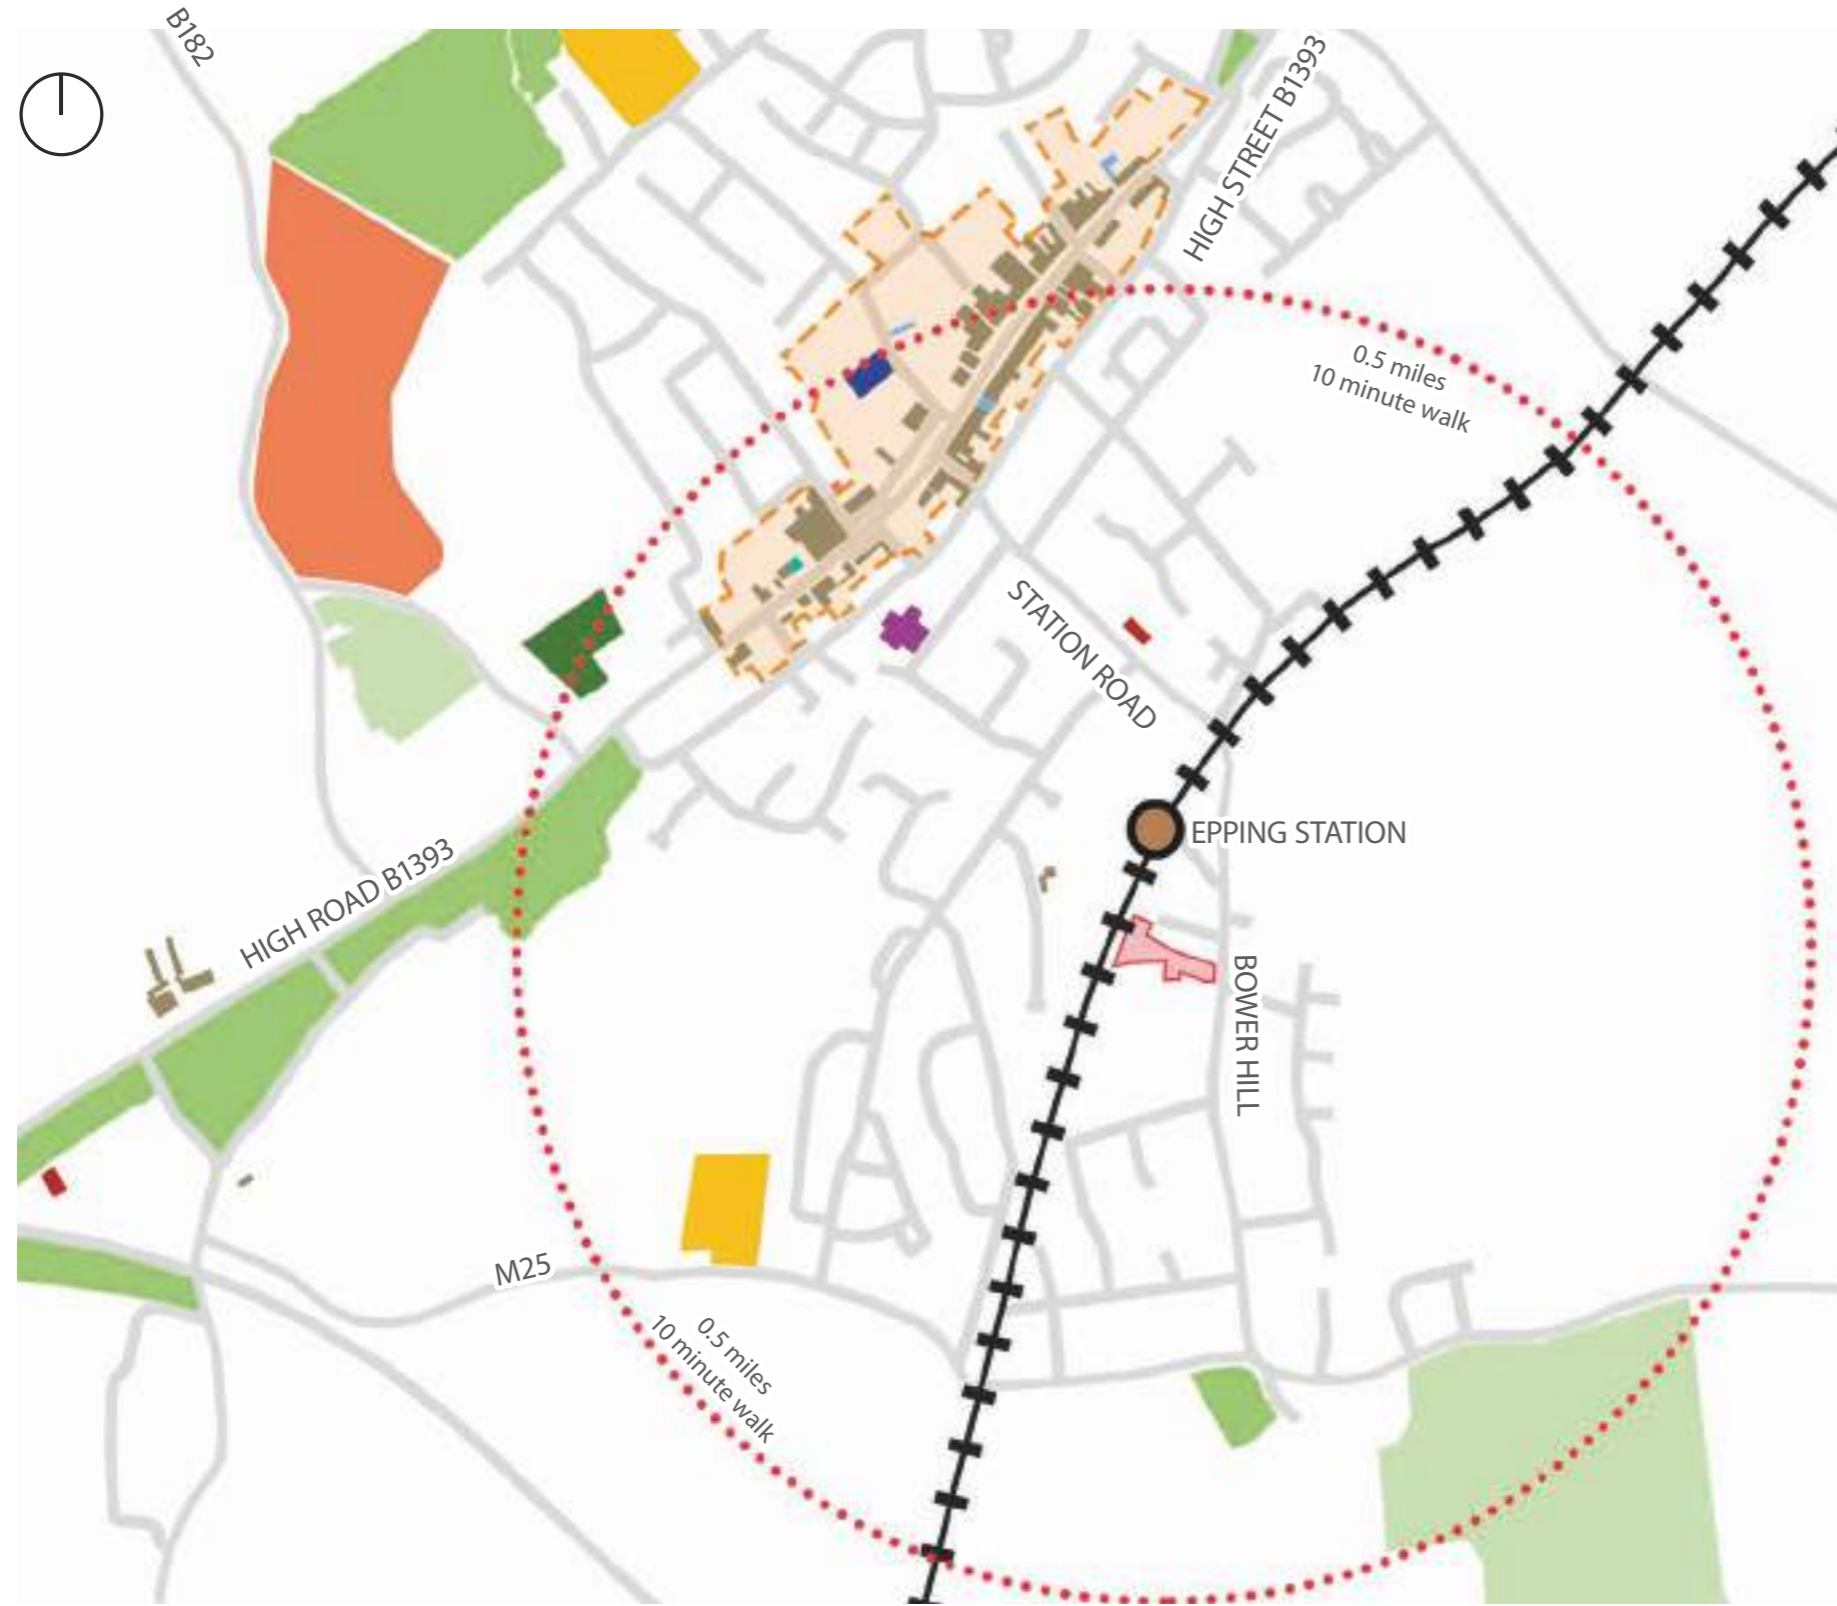 B182
HIGH STREET B1393
0.5 miles
10 minute walk
STATION ROAD
EPPING STATION
HIGH ROAD B1393
BOWER HILL
M25
0.5 miles
10 minute walk